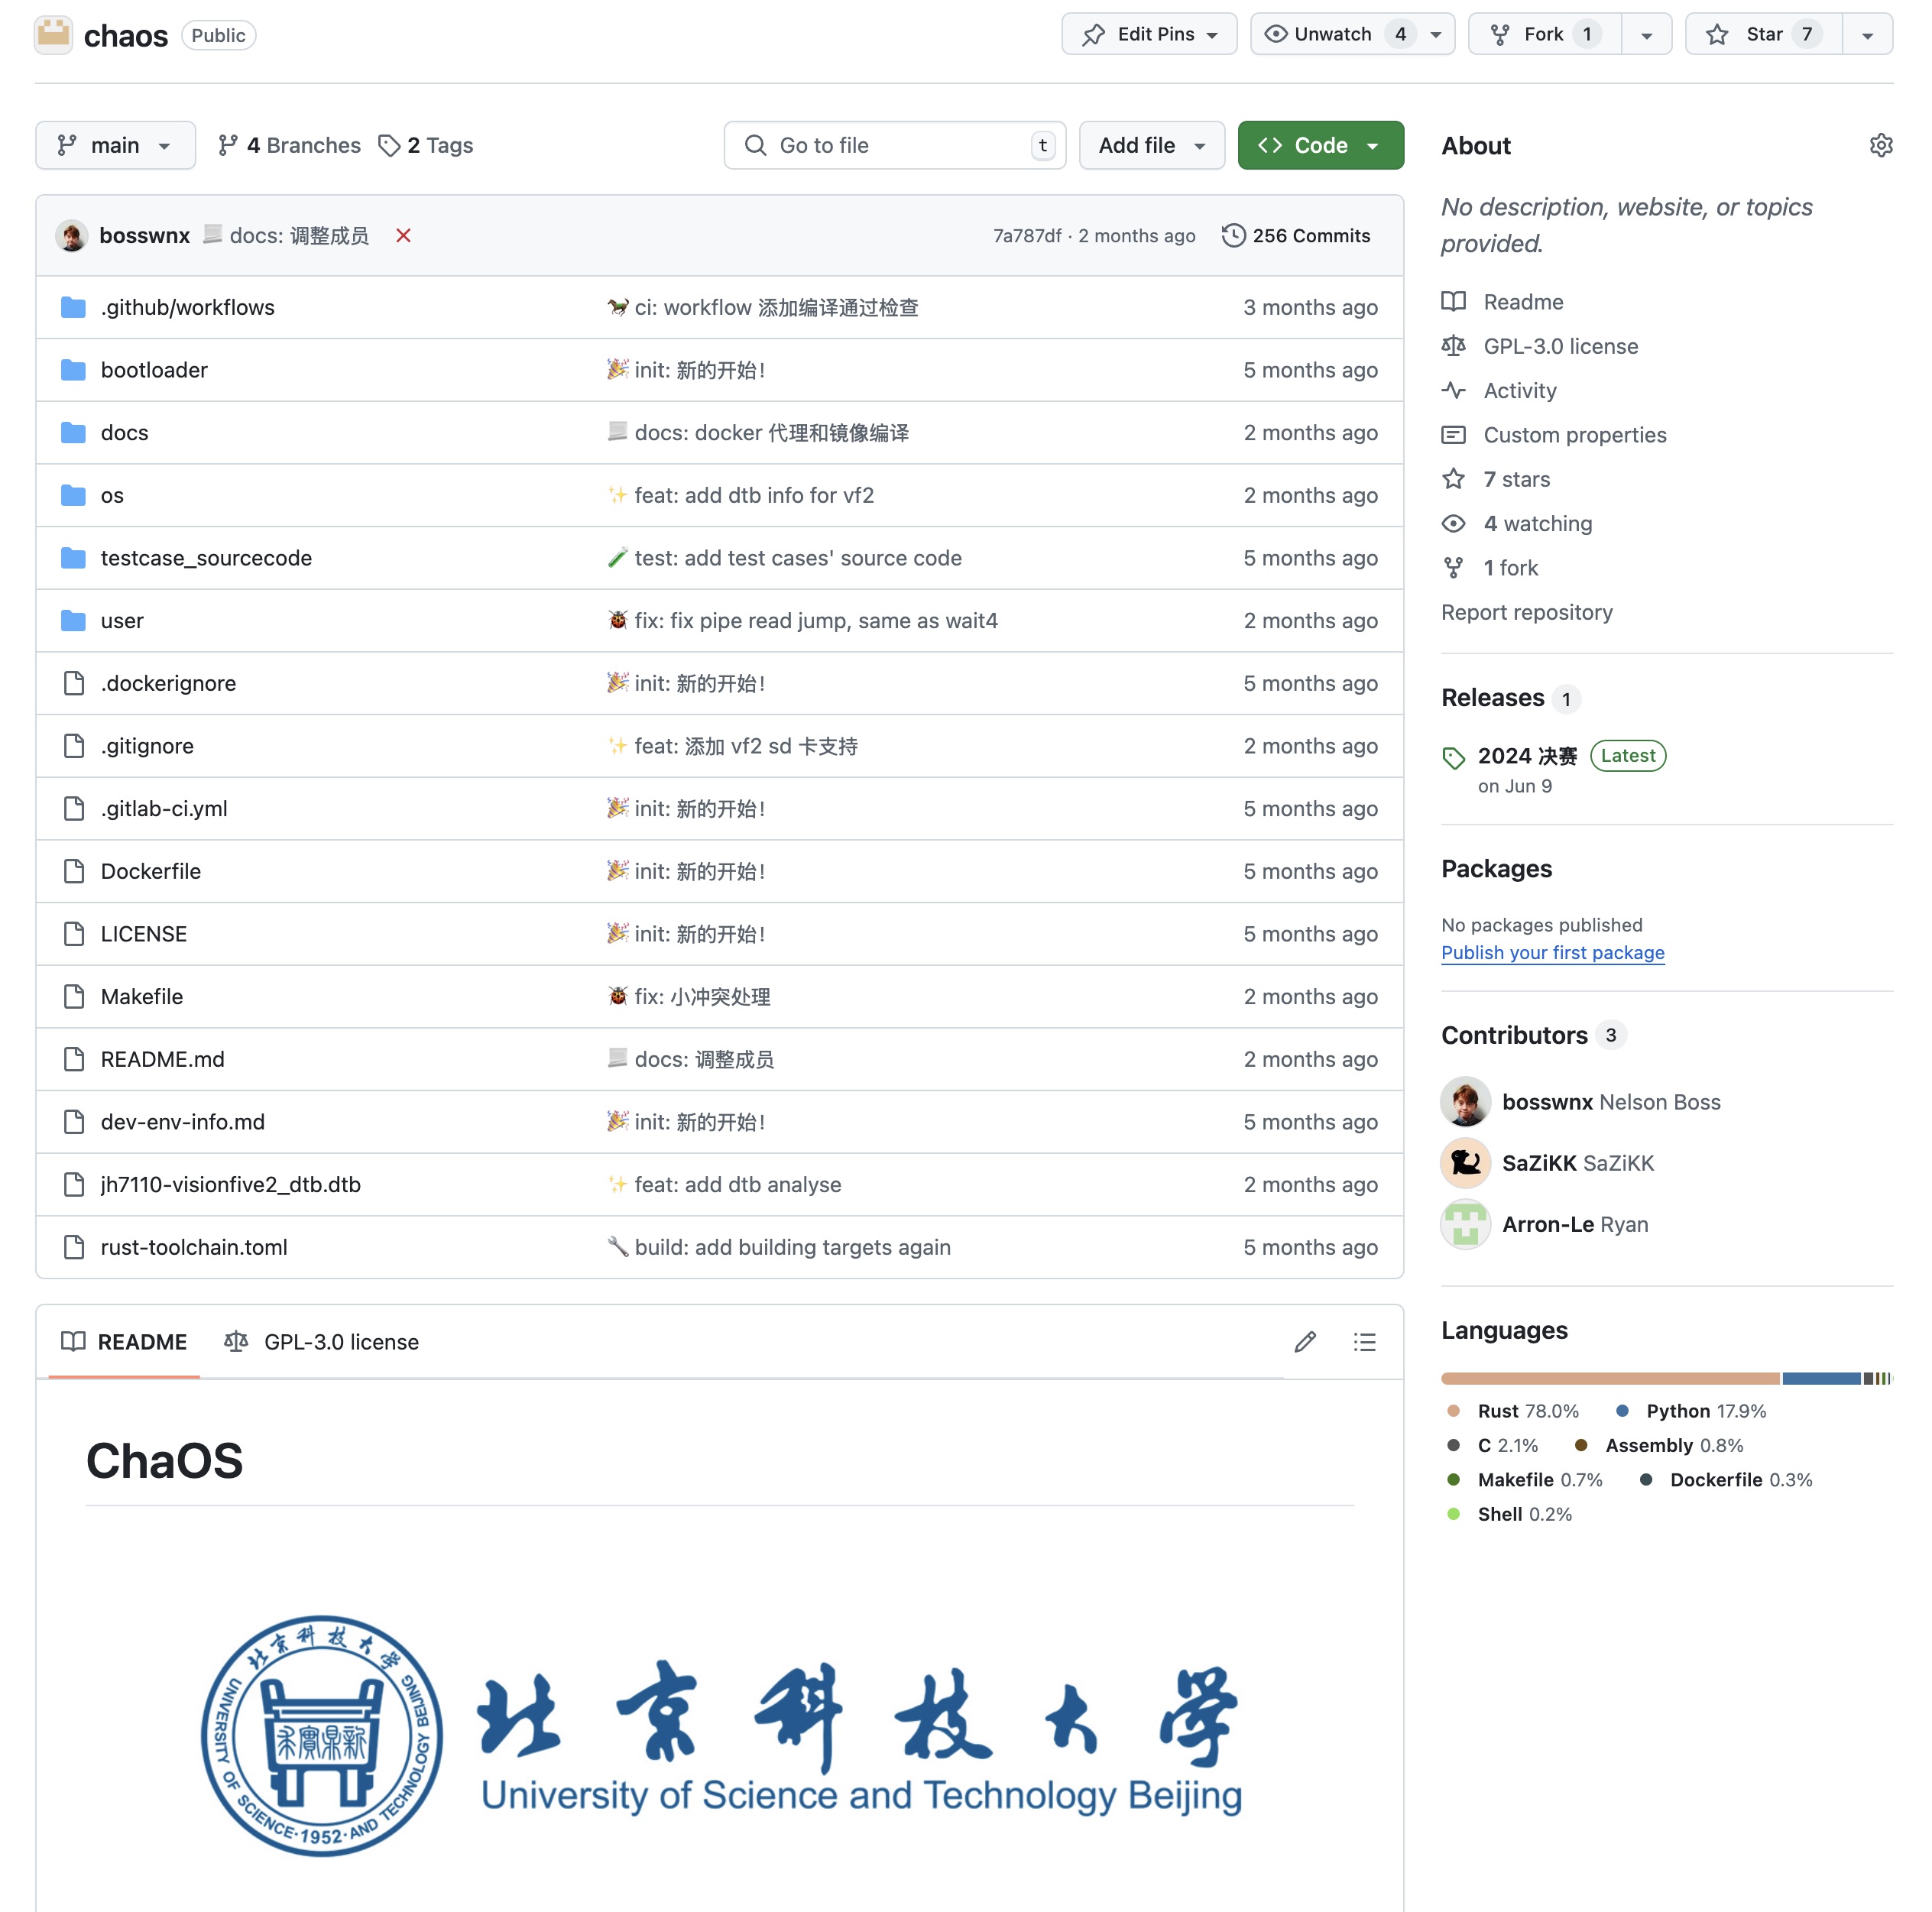 chaos Public Edit Pins Unwatch 4 Fork 1 Star 7
main 4 Branches 2 Tags Go to file t Add file Code
bosswnx docs: 调整成员 7a787df · 2 months ago 256 Commits
.github/workflows ci: workflow 添加编译通过检查 3 months ago
bootloader init: 新的开始！ 5 months ago
docs docs: docker 代理和镜像编译 2 months ago
os feat: add dtb info for vf2 2 months ago
testcase_sourcecode test: add test cases' source code 5 months ago
user fix: fix pipe read jump, same as wait4 2 months ago
.dockerignore init: 新的开始！ 5 months ago
.gitignore feat: 添加 vf2 sd 卡支持 2 months ago
.gitlab-ci.yml init: 新的开始！ 5 months ago
Dockerfile init: 新的开始！ 5 months ago
LICENSE init: 新的开始！ 5 months ago
Makefile fix: 小冲突处理 2 months ago
README.md docs: 调整成员 2 months ago
dev-env-info.md init: 新的开始！ 5 months ago
jh7110-visionfive2_dtb.dtb feat: add dtb analyse 2 months ago
rust-toolchain.toml build: add building targets again 5 months ago
README GPL-3.0 license
ChaOS
北京科技大学
UNIVERSITY OF SCIENCE·1952·AND TECHNOLOGY BEIJING
北京科技大学
University of Science and Technology Beijing
About
No description, website, or topics
provided.
Readme
GPL-3.0 license
Activity
Custom properties
7 stars
4 watching
1 fork
Report repository
Releases 1
2024 决赛 Latest
on Jun 9
Packages
No packages published
Publish your first package
Contributors 3
bosswnx Nelson Boss
SaZiKK SaZiKK
Arron-Le Ryan
Languages
Rust 78.0% Python 17.9%
C 2.1% Assembly 0.8%
Makefile 0.7% Dockerfile 0.3%
Shell 0.2%